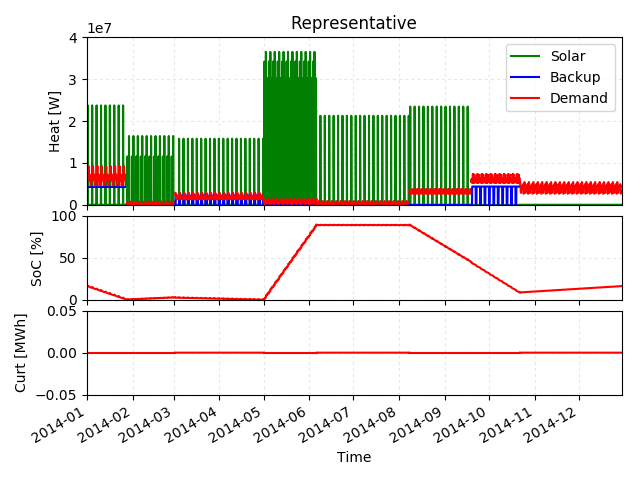 Representative
1e7
4
3
2
1
0
Heat [W]
Solar
Backup
Demand
100
50
0
SoC [%]
0.05
0.00
−0.05
Curt [MWh]
2014-01
2014-02
2014-03
2014-04
2014-05
2014-06
2014-07
2014-08
2014-09
2014-10
2014-11
2014-12
Time